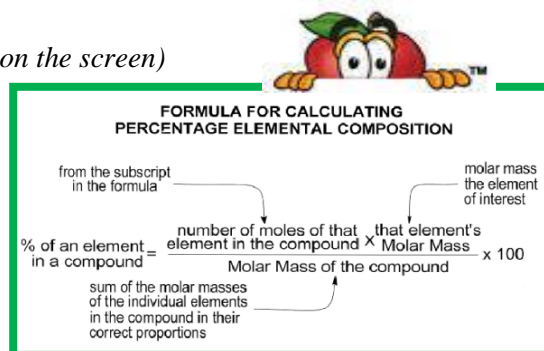 on the screen)
TM
FORMULA FOR CALCULATING
PERCENTAGE ELEMENTAL COMPOSITION
from the subscript
in the formula
molar mass
the element
of interest
% of an element
in a compound
=
number of moles of that
element in the compound
x
that element's
Molar Mass
Molar Mass of the compound
x 100
sum of the molar masses
of the individual elements
in the compound in their
correct proportions